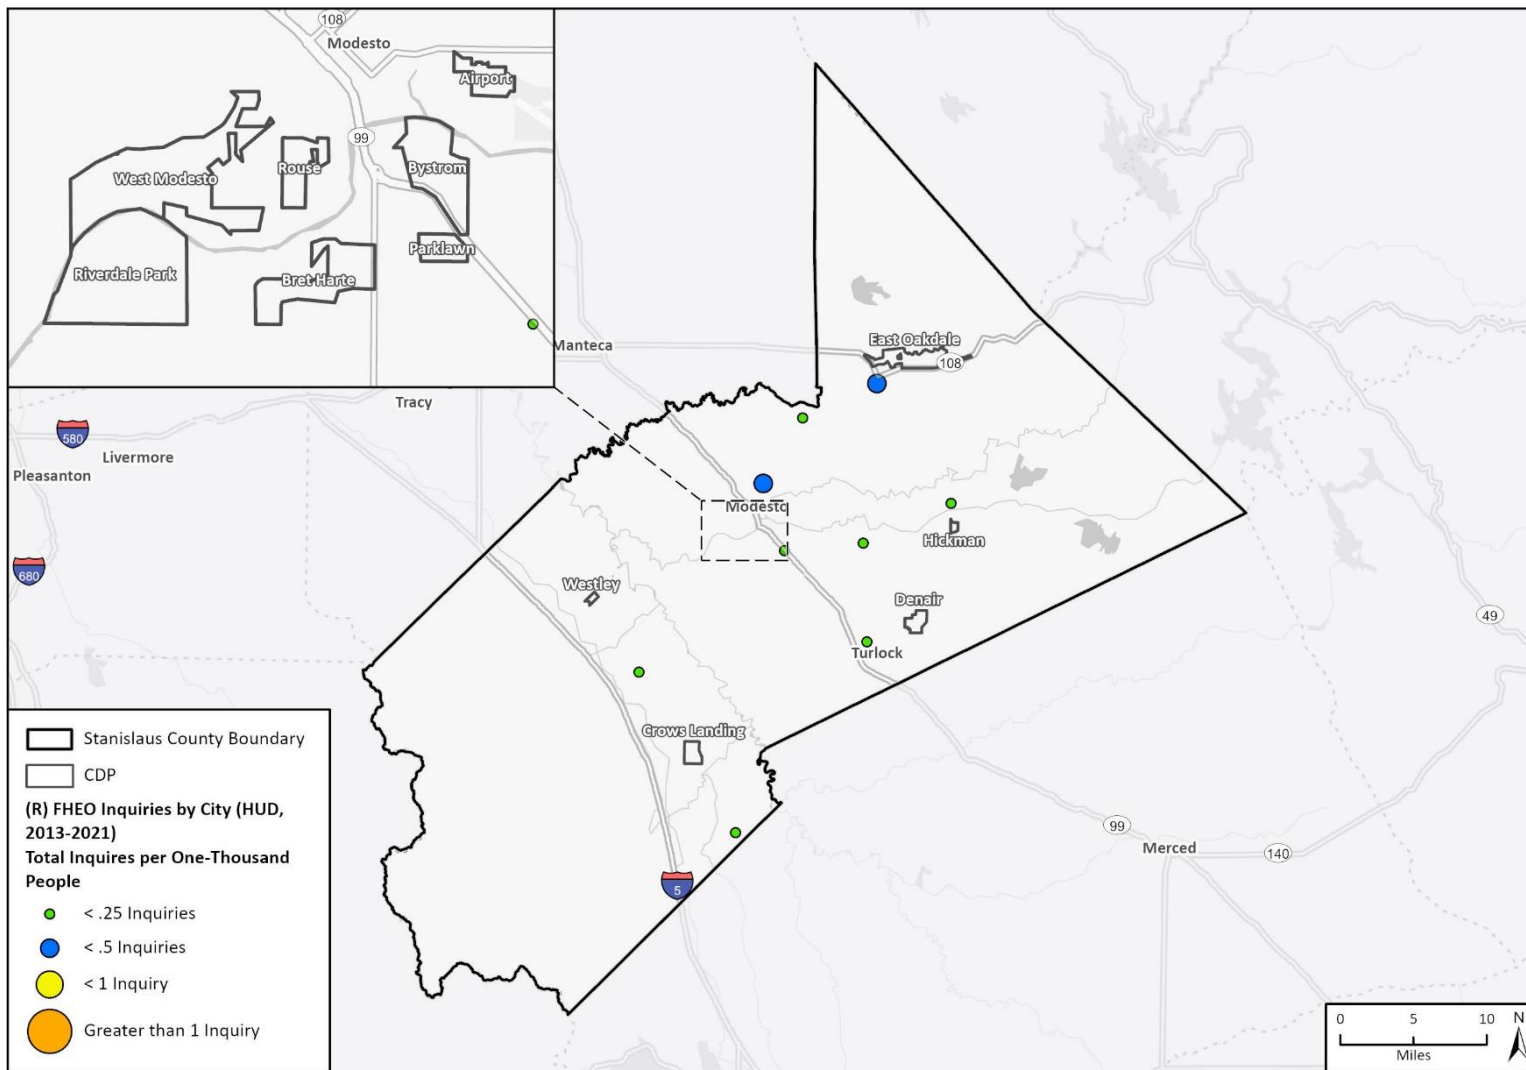 108
Modesto
Airport
99
Rouse
Bystrom
West Modesto
Parklawn
Riverdale Park
Bret Harte
Manteca
East Oakdale
108
Tracy
580
Livermore
Pleasanton
Modesto
Hickman
680
Westley
Denair
49
Turlock
Crows Landing
99
Merced
140
5
Stanislaus County Boundary
CDP
(R) FHEO Inquiries by City (HUD,
2013-2021)
Total Inquires per One-Thousand
People
< .25 Inquiries
< .5 Inquiries
< 1 Inquiry
Greater than 1 Inquiry
0 5 10
Miles
N